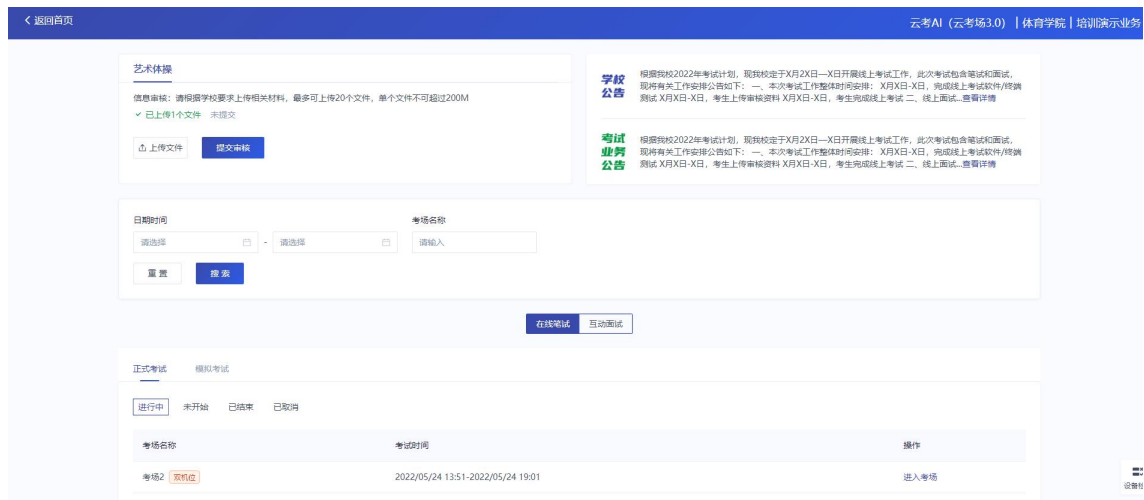 返回首页
云考AI（云考场3.0） | 体育学院 | 培训演示业务
艺术体操
信息审核：请根据学校要求上传相关材料，最多可上传20个文件，单个文件不可超过200M
已上传1个文件 未提交
上传文件 提交审核
学校公告
根据我校2022年考试计划，现我校定于X月2X日—X日开展线上考试工作，此次考试包含笔试和面试，
现将有关工作安排公告如下： 一、本次考试工作整体时间安排： X月X日-X日，完成线上考试软件/终端
测试 X月X日-X日，考生上传审核资料 X月X日-X日，考生完成线上考试 二、线上面试...查看详情
考试业务公告
根据我校2022年考试计划，现我校定于X月2X日—X日开展线上考试工作，此次考试包含笔试和面试，
现将有关工作安排公告如下： 一、本次考试工作整体时间安排： X月X日-X日，完成线上考试软件/终端
测试 X月X日-X日，考生上传审核资料 X月X日-X日，考生完成线上考试 二、线上面试...查看详情
日期时间 考场名称
请选择 - 请选择 请输入
重置 搜索
在线笔试 互动面试
正式考试 模拟考试
进行中 未开始 已结束 已取消
考场名称 考试时间 操作
考场2 双机位 2022/05/24 13:51-2022/05/24 19:01 进入考场
设备